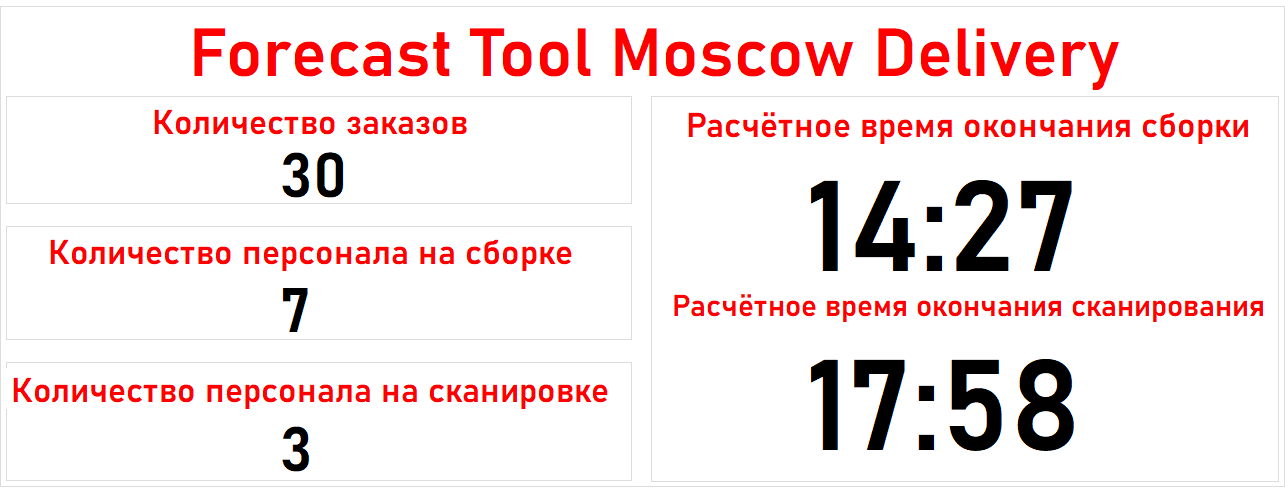 Forecast Tool Moscow Delivery
Количество заказов
30
Количество персонала на сборке
7
Количество персонала на сканировке
3
Расчётное время окончания сборки
14:27
Расчётное время окончания сканирования
17:58